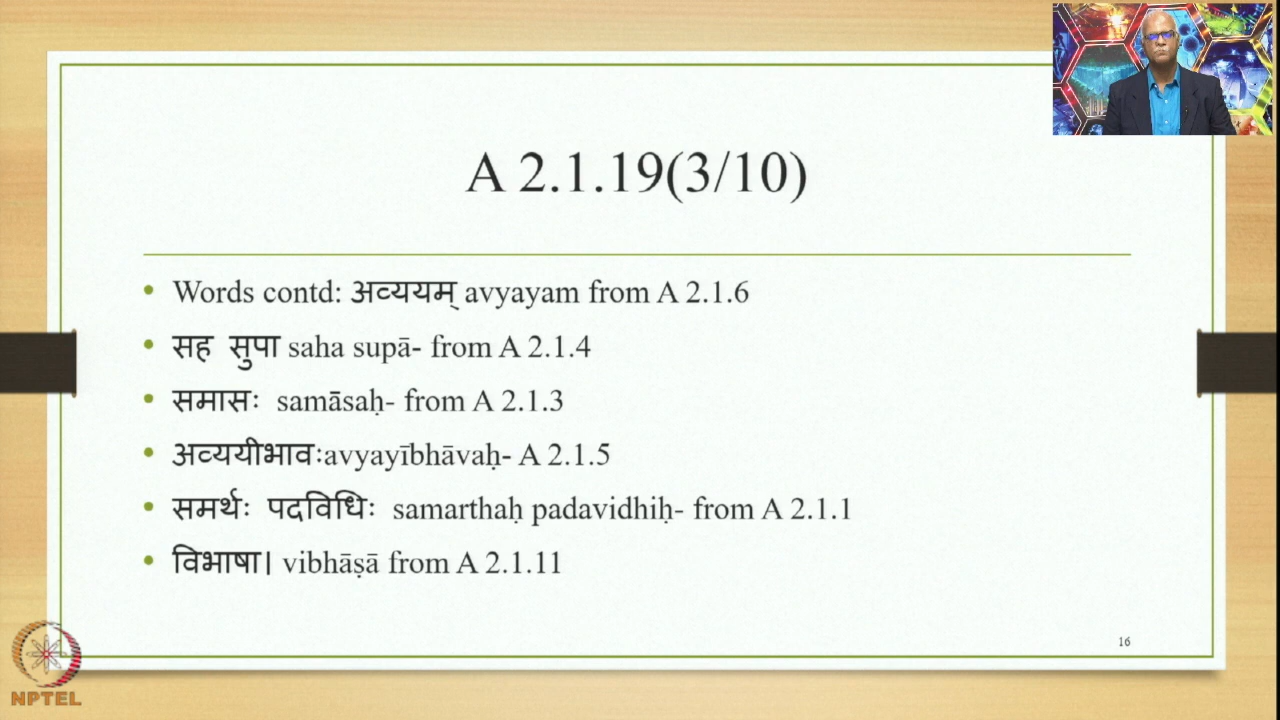 A 2.1.19(3/10)
• Words contd: अव्ययम् avyayam from A 2.1.6
• सह सुपा saha supā- from A 2.1.4
• समासः samāsaḥ- from A 2.1.3
• अव्ययीभावःavyayībhāvaḥ- A 2.1.5
• समर्थः पदविधिः samarthaḥ padavidhiḥ- from A 2.1.1
• विभाषा। vibhāṣā from A 2.1.11
16
NPTEL